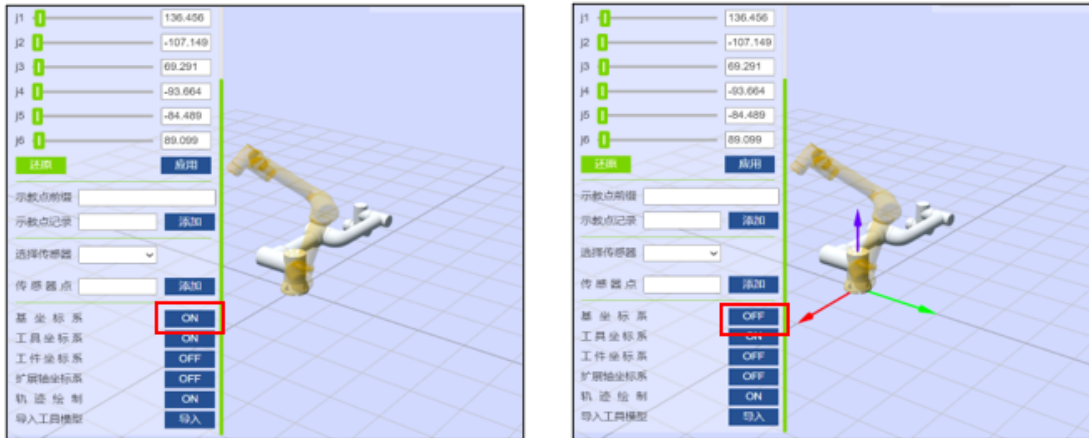 j1 136.456
j2 -107.149
j3 69.291
j4 -93.664
j5 -84.489
j6 89.099
还原 应用
示教点前缀
示教点记录 添加
选择传感器
传感器点 添加
基坐标系 ON
工具坐标系 ON
工件坐标系 OFF
扩展轴坐标系 OFF
轨迹绘制 ON
导入工具模型 导入
j1 136.456
j2 -107.149
j3 69.291
j4 -93.664
j5 -84.489
j6 89.099
还原 应用
示教点前缀
示教点记录 添加
选择传感器
传感器点 添加
基坐标系 OFF
工具坐标系 ON
工件坐标系 OFF
扩展轴坐标系 OFF
轨迹绘制 ON
导入工具模型 导入